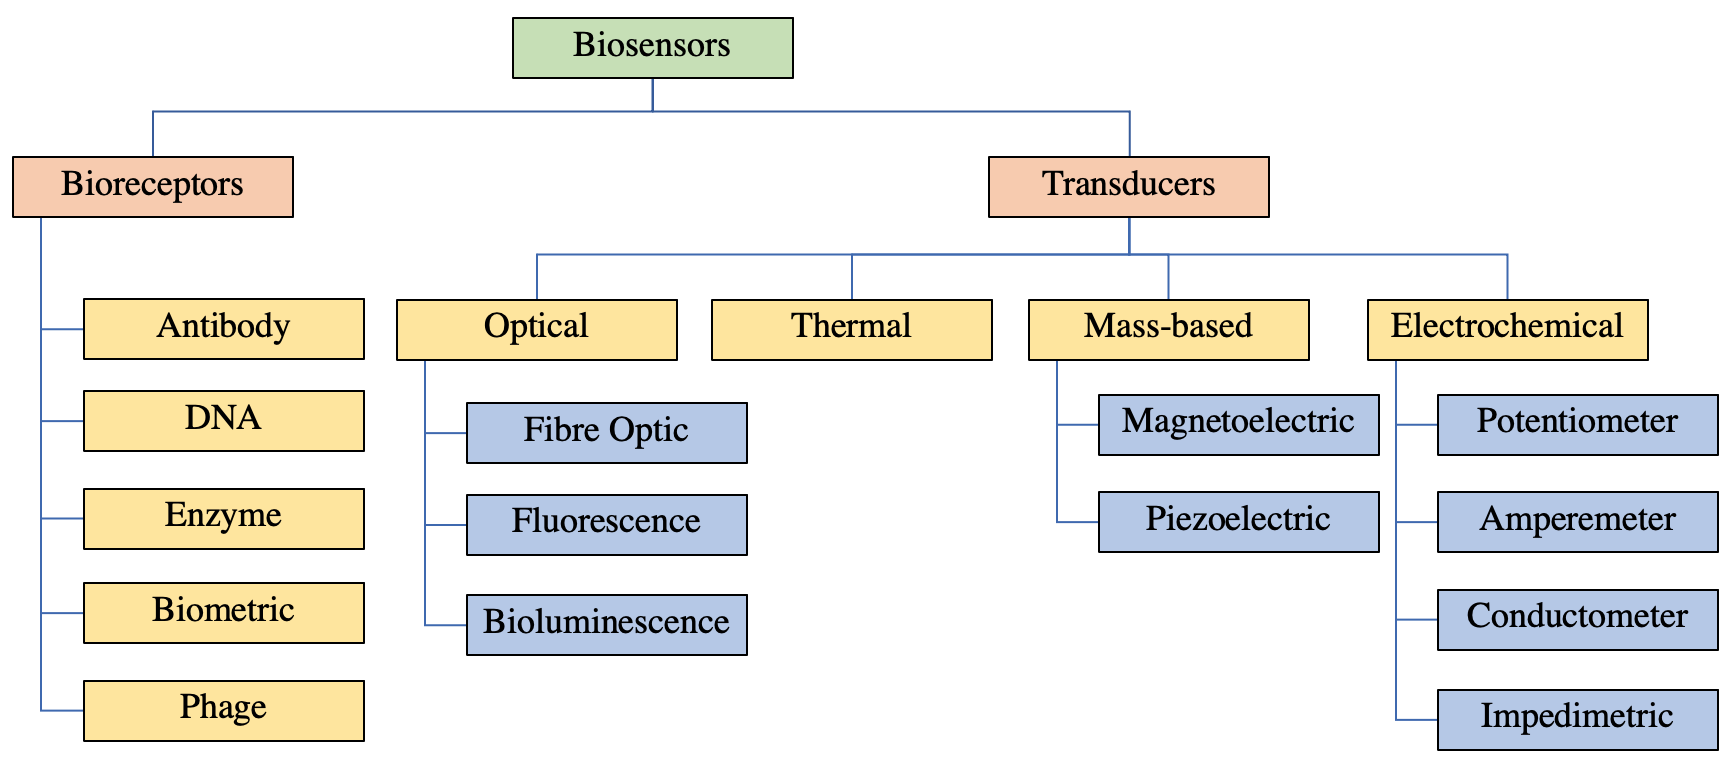 Biosensors
Bioreceptors
Transducers
Antibody
DNA
Enzyme
Biometric
Phage
Optical
Fibre Optic
Fluorescence
Bioluminescence
Thermal
Mass-based
Magnetoelectric
Piezoelectric
Electrochemical
Potentiometer
Amperemeter
Conductometer
Impedimetric